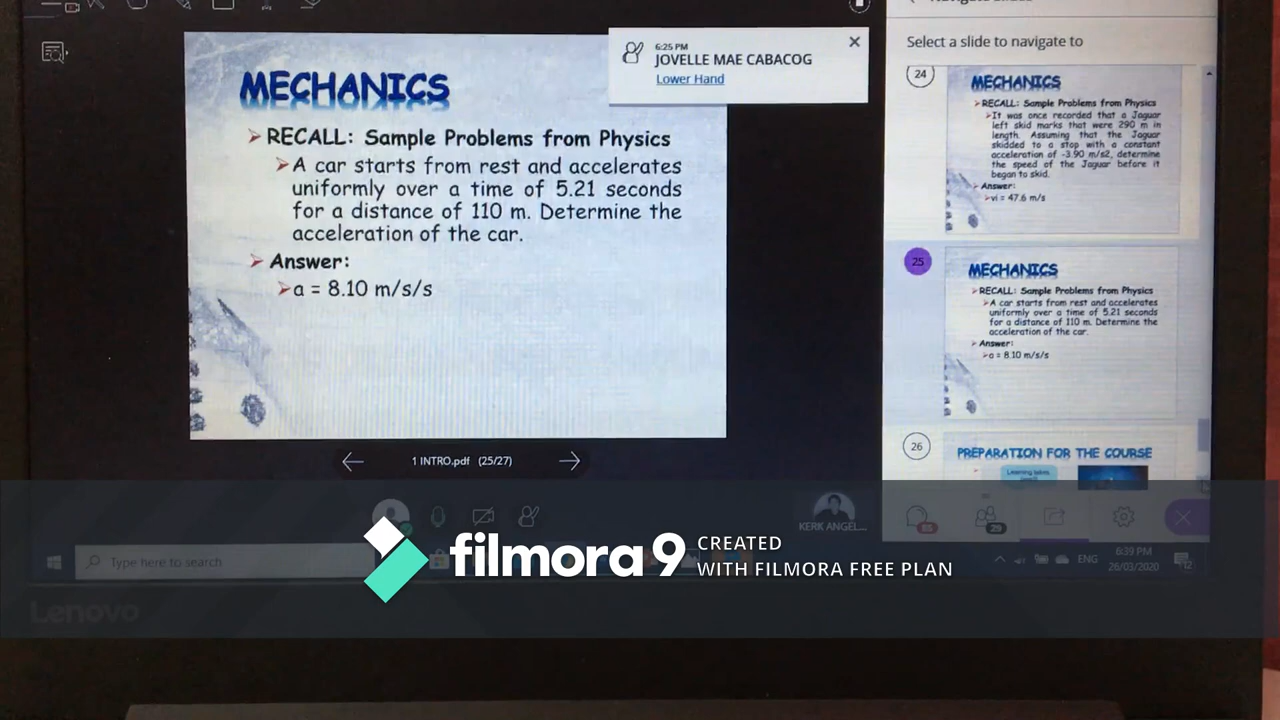 Select a slide to navigate to
6:25 PM
JOVELLE MAE CABACOG
Lower Hand
MECHANICS
➢RECALL: Sample Problems from Physics
➢A car starts from rest and accelerates
uniformly over a time of 5.21 seconds
for a distance of 110 m. Determine the
acceleration of the car.
➢Answer:
➢a = 8.10 m/s/s
1 INTRO.pdf (25/27)
24
MECHANICS
➢RECALL: Sample Problems from Physics
➢It was once recorded that a Jaguar
left skid marks that were 290 m in
length. Assuming that the Jaguar
skidded to a stop with a constant
acceleration of -3.90 m/s2, determine
the speed of the Jaguar before it
began to skid.
➢Answer:
➢vi = 47.6 m/s
25
MECHANICS
➢RECALL: Sample Problems from Physics
➢A car starts from rest and accelerates
uniformly over a time of 5.21 seconds
for a distance of 110 m. Determine the
acceleration of the car.
➢Answer:
➢a = 8.10 m/s/s
26
PREPARATION FOR THE COURSE
Learning takes
KERK ANGEL...
29
Type here to search
ENG
6:39 PM
26/03/2020
filmora9
CREATED
WITH FILMORA FREE PLAN
Lenovo